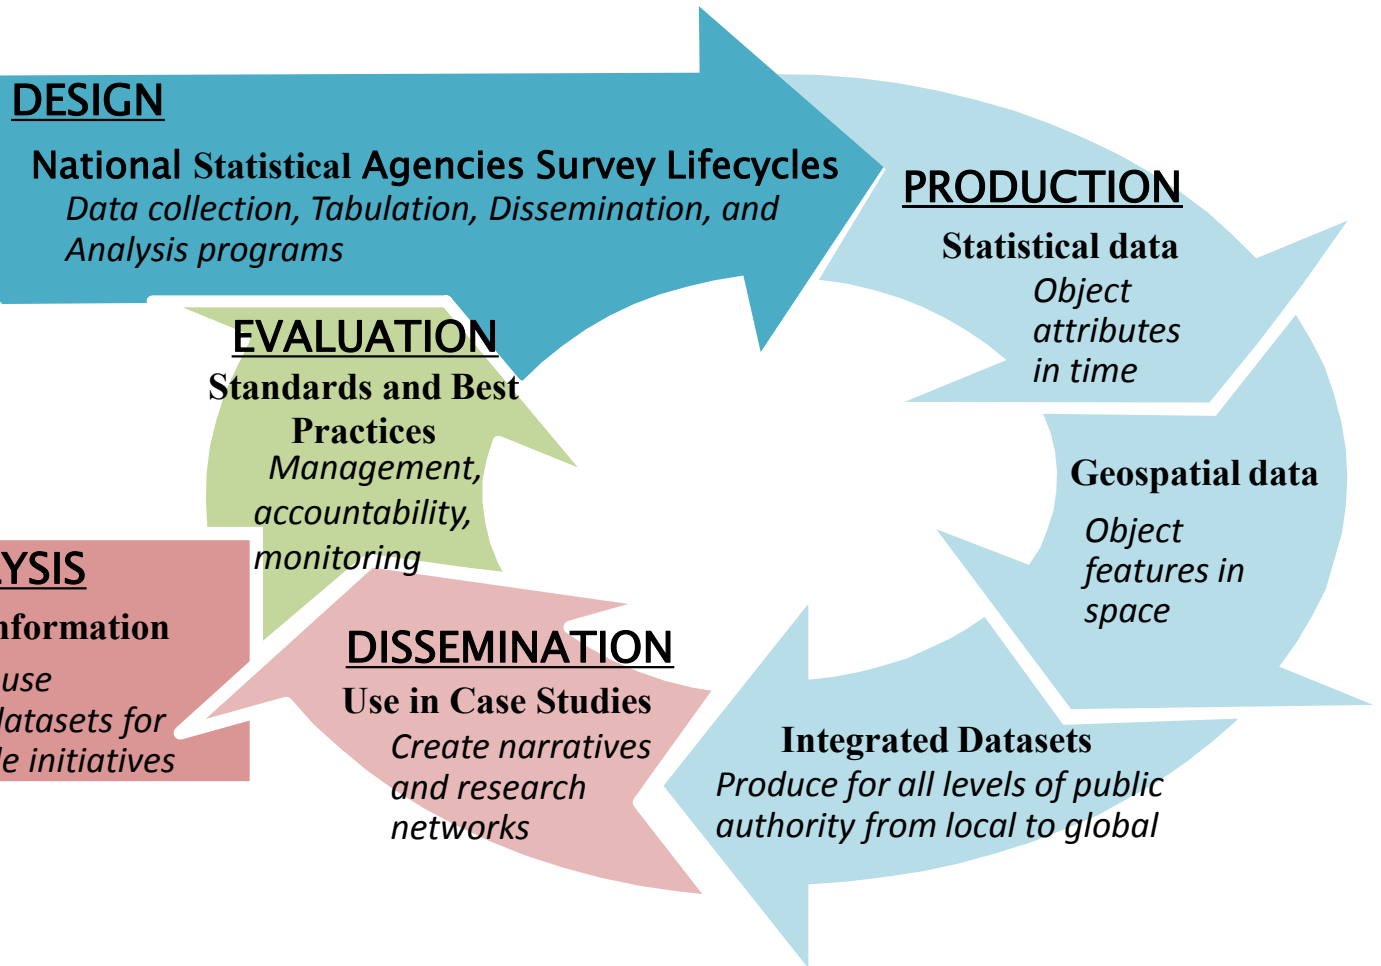 DESIGN
National Statistical Agencies Survey Lifecycles
Data collection, Tabulation, Dissemination, and
Analysis programs
PRODUCTION
Statistical data
Object
attributes
in time
Geospatial data
Object
features in
space
Integrated Datasets
Produce for all levels of public
authority from local to global
DISSEMINATION
Use in Case Studies
Create narratives
and research
networks
EVALUATION
Standards and Best
Practices
Management,
accountability,
monitoring
YSIS
nformation
use
datasets for
le initiatives